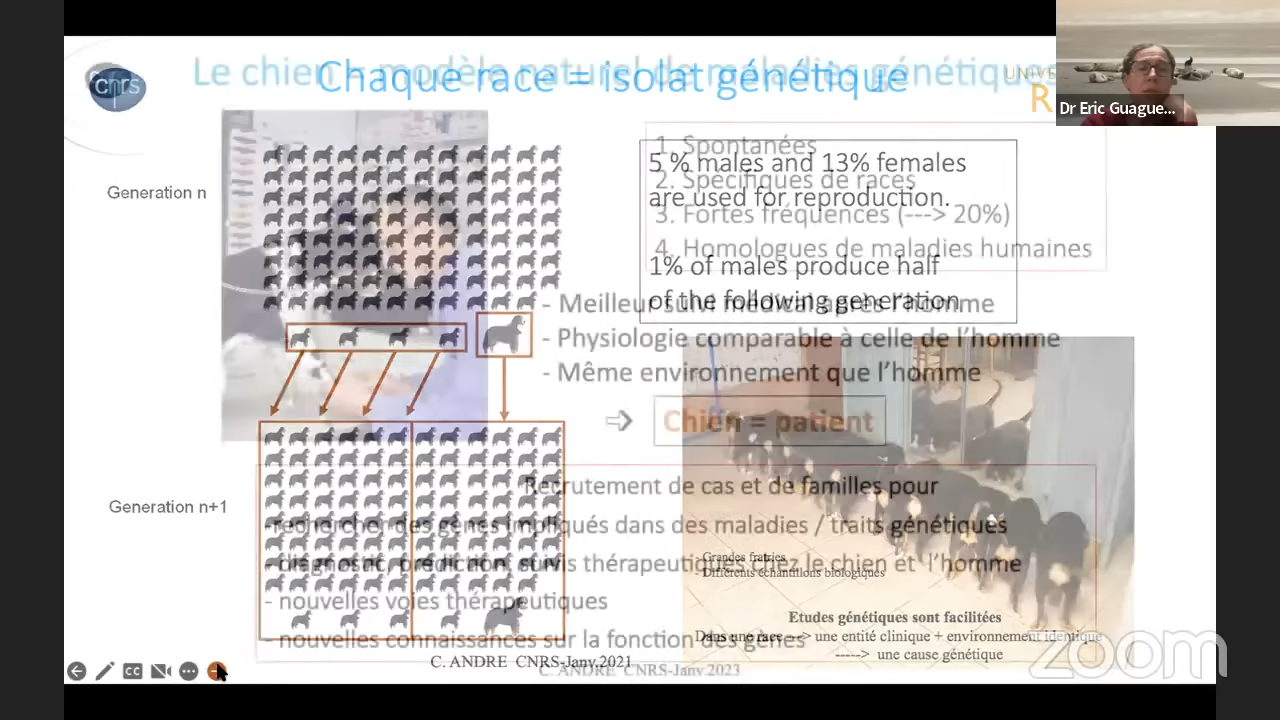 Le chien = modèle naturel de maladies génétiques
Chaque race = isolat génétique
cnrs
UNIVE
R
Dr Eric Guague...
Generation n
1. Spontanées
2. Spécifiques de races
3. Fortes fréquences (---> 20%)
4. Homologues de maladies humaines
5 % males and 13% females
are used for reproduction.
1% of males produce half
of the following generation
- Meilleur suivi médical après l’homme
- Physiologie comparable à celle de l’homme
- Même environnement que l’homme
Chien = patient
Generation n+1
Recrutement de cas et de familles pour
-rechercher des gènes impliqués dans des maladies / traits génétiques
- diagnostic, prédiction, suivis thérapeutiques chez le chien et l’homme
- nouvelles voies thérapeutiques
- nouvelles connaissances sur la fonction des gènes
- Grandes fratries
- Différents échantillons biologiques
Etudes génétiques sont facilitées
Dans une race ---> une entité clinique + environnement identique
-----> une cause génétique
C. ANDRE CNRS-Janv.2021
C. ANDRE CNRS-Janv.2023
CC
zoom